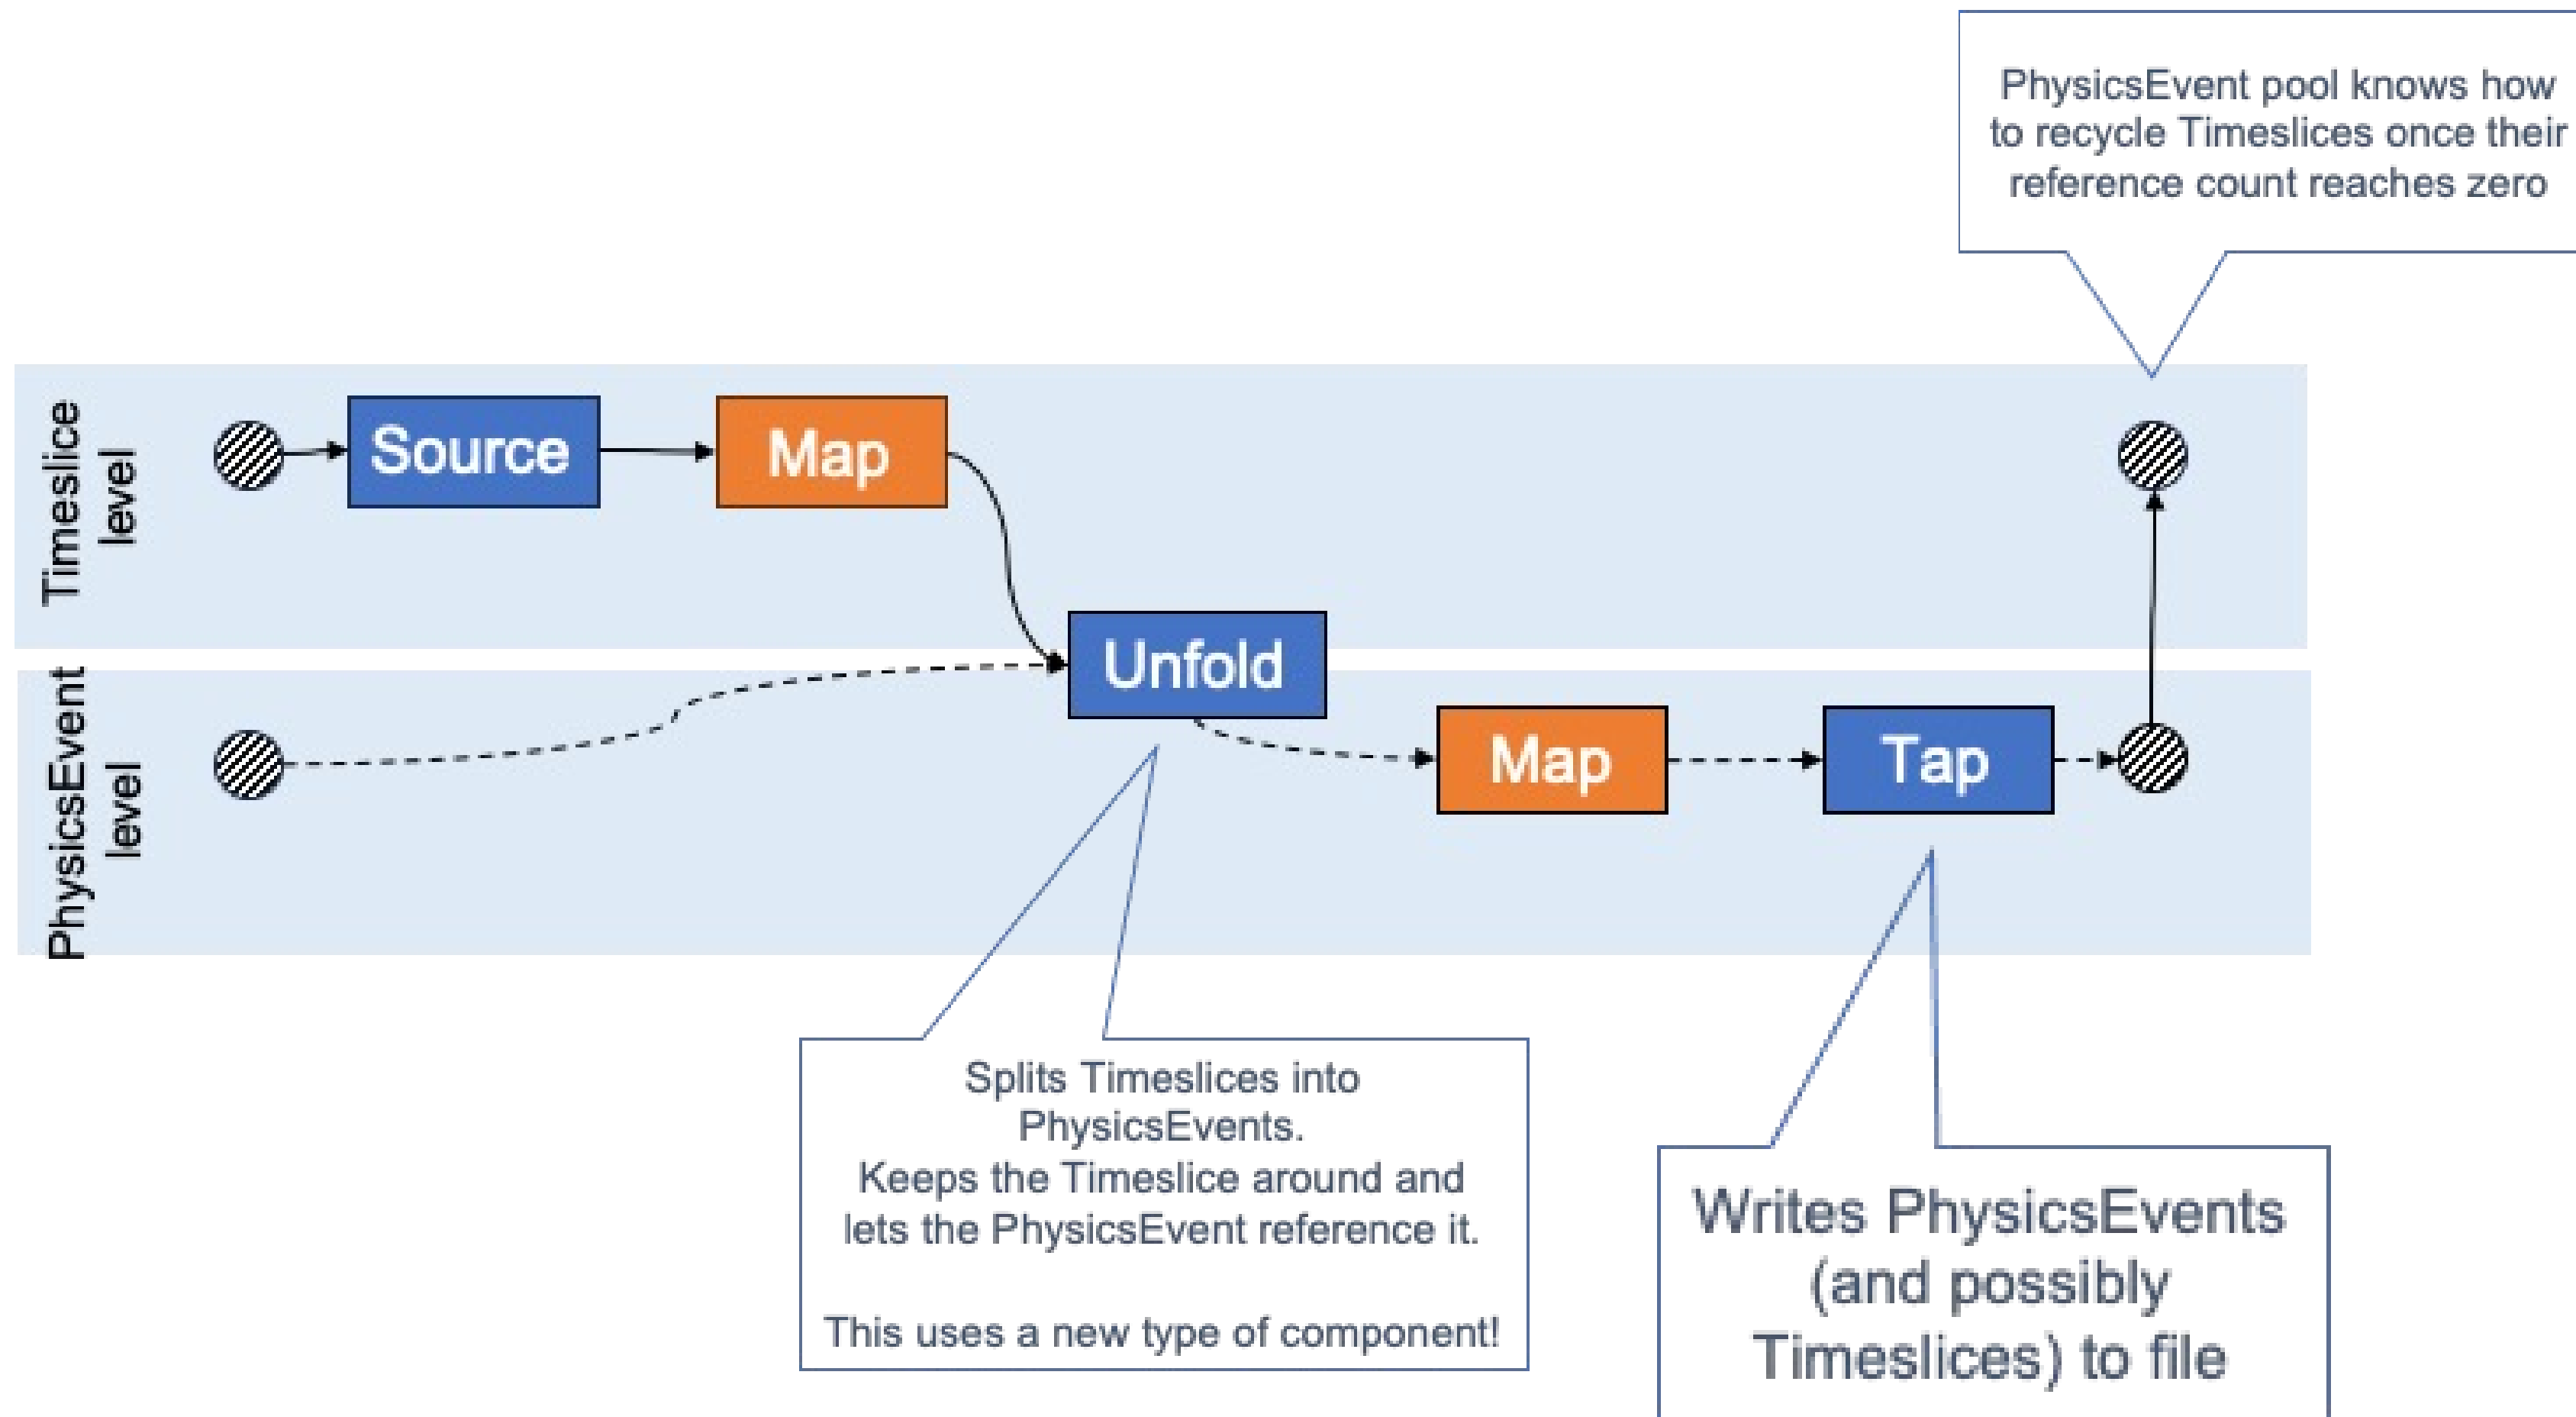 PhysicsEvent pool knows how
to recycle Timeslices once their
reference count reaches zero
Timeslice
level
Source
Map
Unfold
PhysicsEvent
level
Map
Tap
Splits Timeslices into
PhysicsEvents.
Keeps the Timeslice around and
lets the PhysicsEvent reference it.
This uses a new type of component!
Writes PhysicsEvents
(and possibly
Timeslices) to file